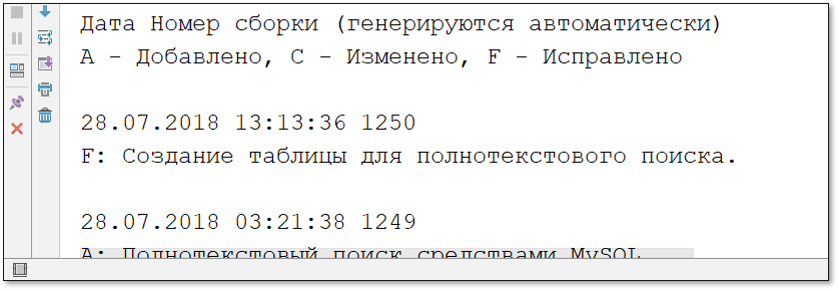 Дата Номер сборки (генерируются автоматически)
A - Добавлено, C - Изменено, F - Исправлено
28.07.2018 13:13:36 1250
F: Создание таблицы для полнотекстового поиска.
28.07.2018 03:21:38 1249
A: Полнотекстовый поиск средствами MySQL